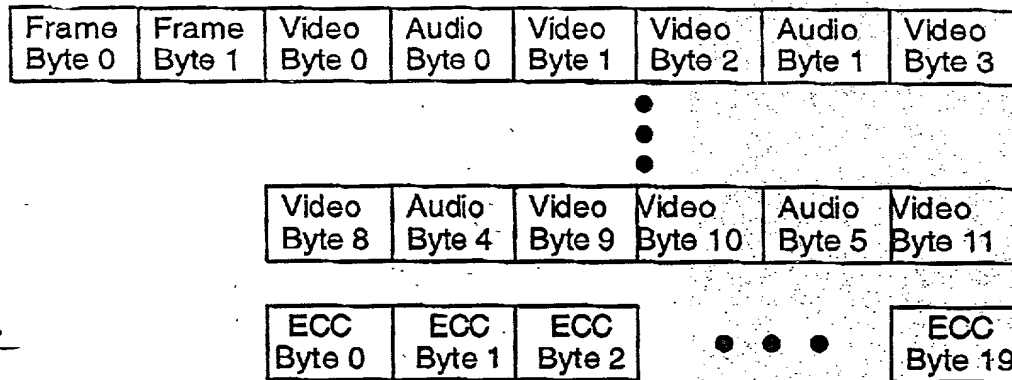 Frame Frame Video Audio Video Video Audio Video
Byte 0 Byte 1 Byte 0 Byte 0 Byte 1 Byte 2 Byte 1 Byte 3
Video Audio Video Video Audio Video
Byte 8 Byte 4 Byte 9 Byte 10 Byte 5 Byte 11
ECC ECC ECC ECC
Byte 0 Byte 1 Byte 2 Byte 19